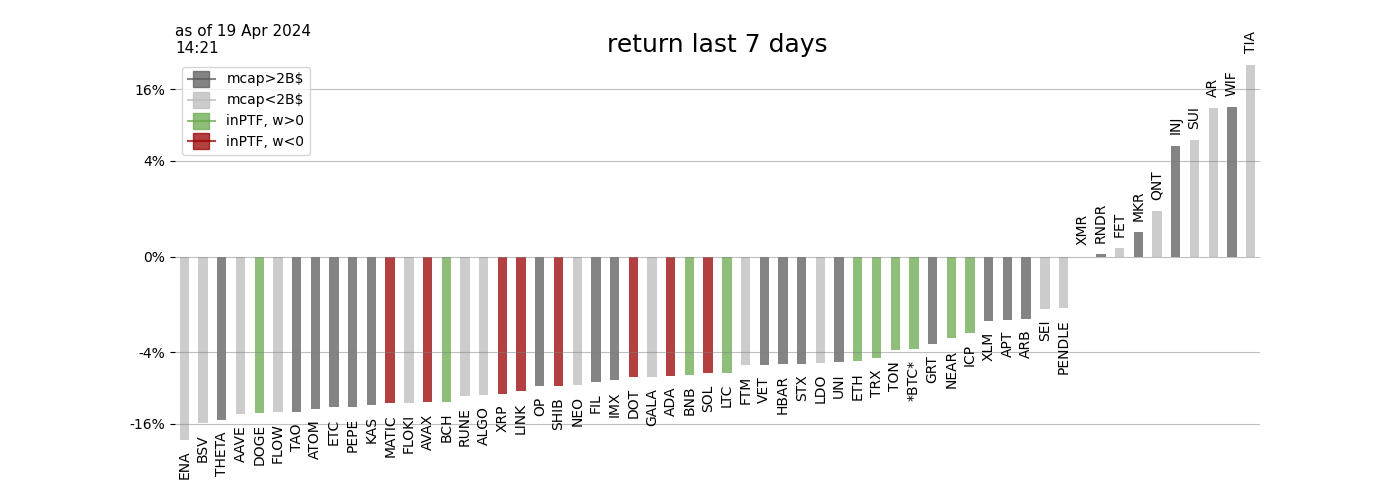 as of 19 Apr 2024
14:21
return last 7 days
mcap>2B$
mcap<2B$
inPTF, w>0
inPTF, w<0
16%
4%
0%
-4%
-16%
ENA
BSV
THETA
AAVE
DOGE
FLOW
TAO
ATOM
ETC
PEPE
KAS
MATIC
FLOKI
AVAX
BCH
RUNE
ALGO
XRP
LINK
OP
SHIB
NEO
FIL
IMX
DOT
GALA
ADA
BNB
SOL
LTC
FTM
VET
HBAR
STX
LDO
UNI
ETH
TRX
TON
*BTC*
GRT
NEAR
ICP
XLM
APT
ARB
SEI
PENDLE
XMR
RNDR
FET
MKR
QNT
INJ
SUI
AR
WIF
TIA